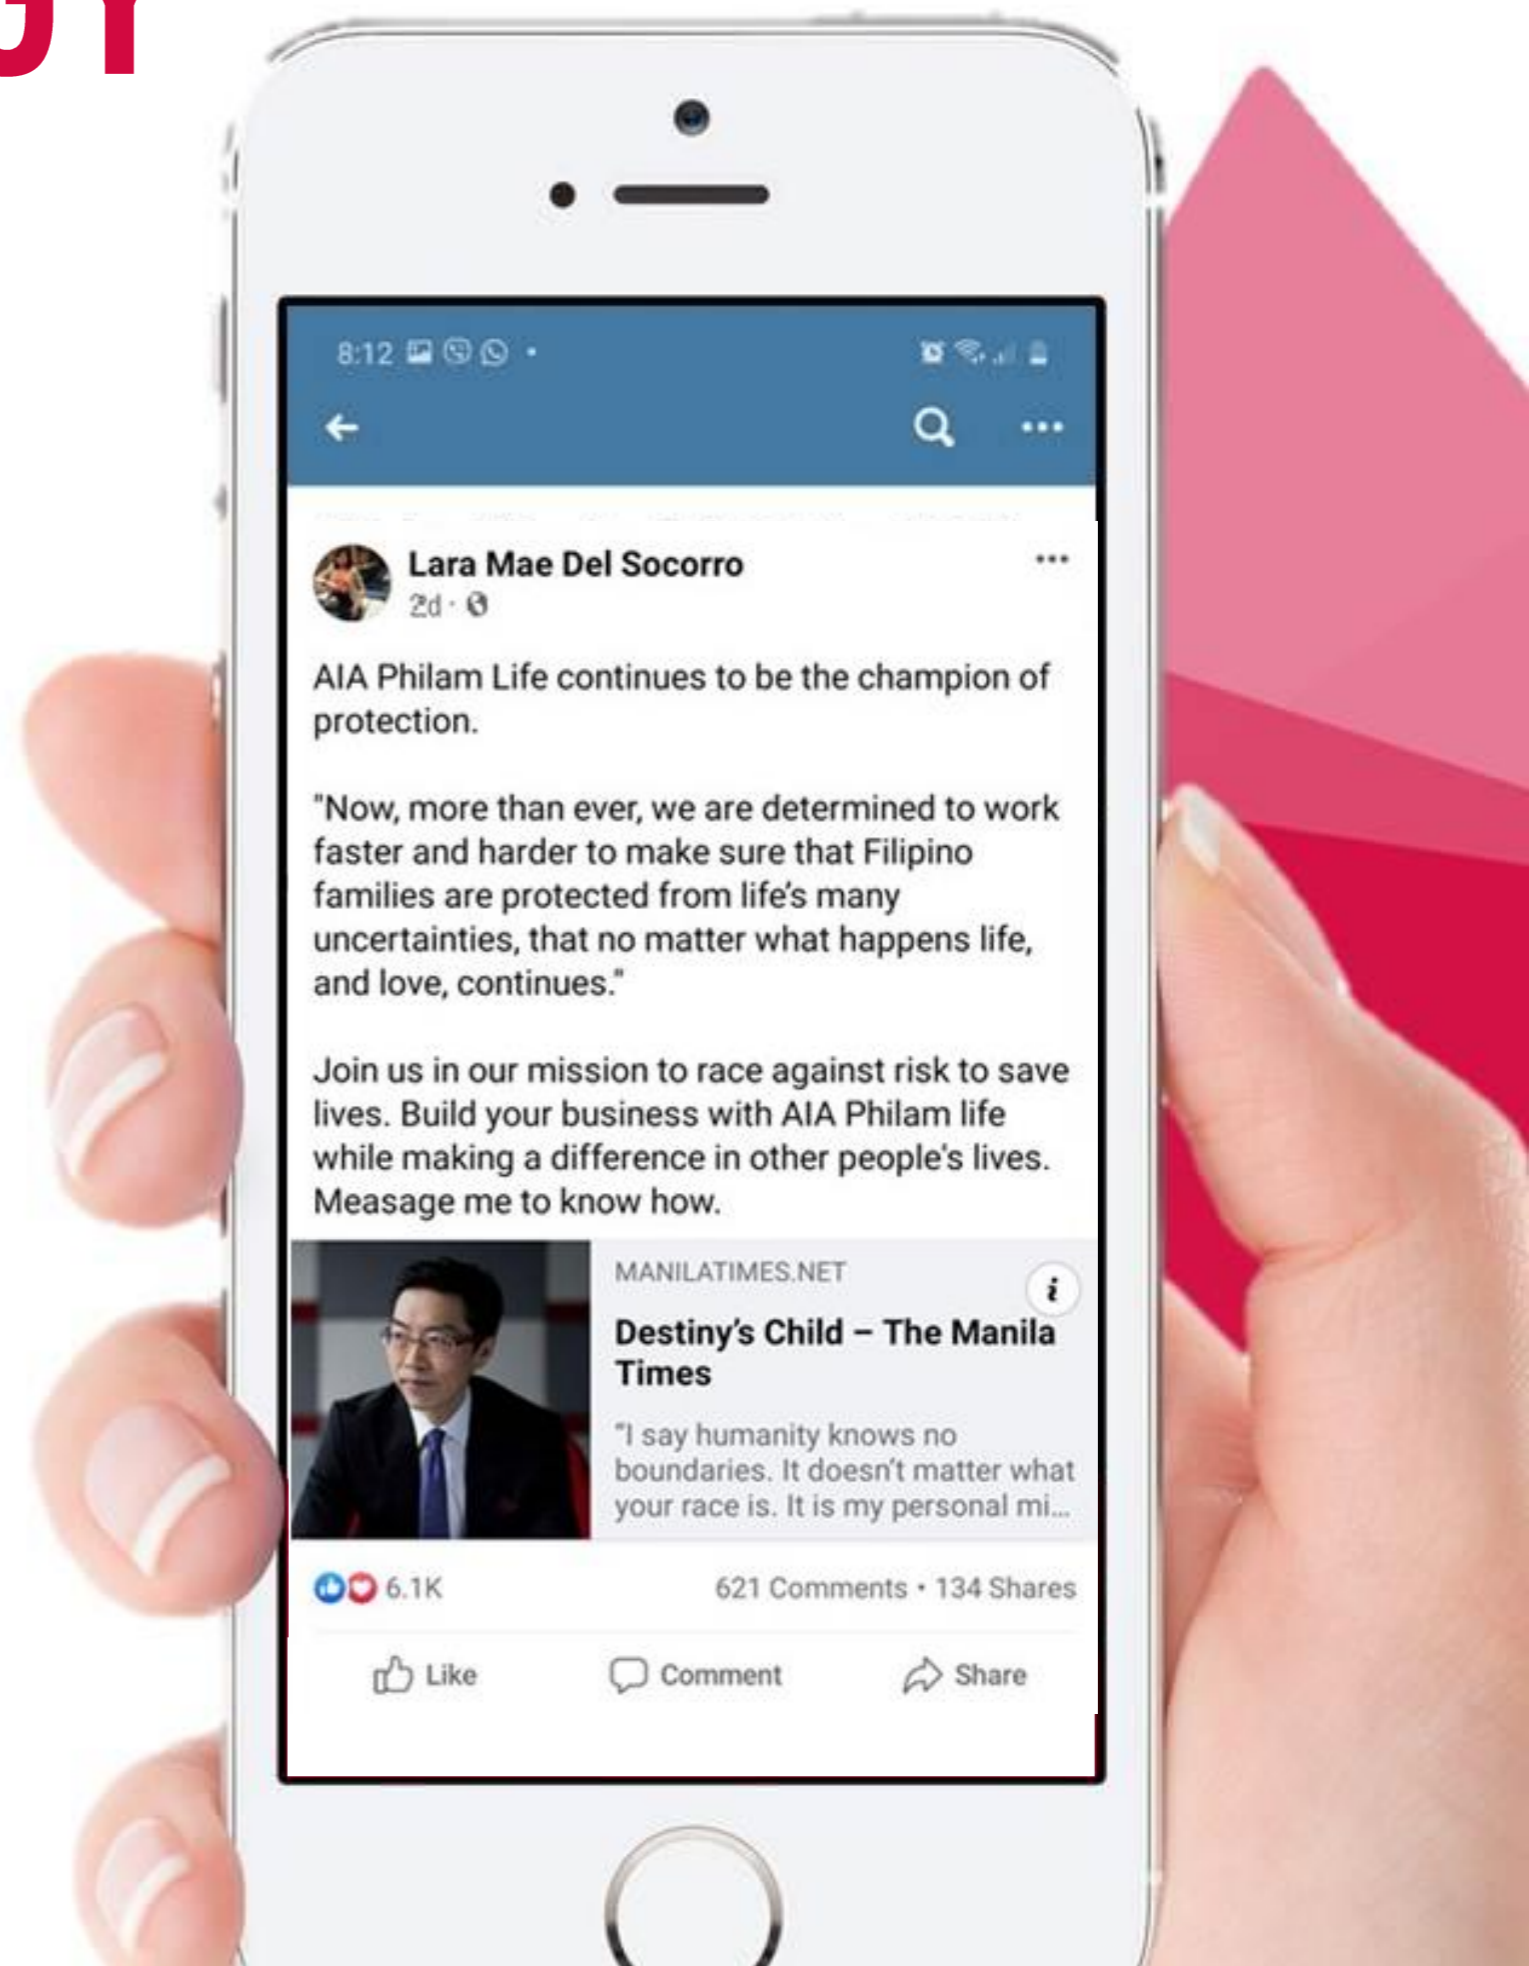 8:12
Lara Mae Del Socorro
2d ·
AIA Philam Life continues to be the champion of
protection.
"Now, more than ever, we are determined to work
faster and harder to make sure that Filipino
families are protected from life's many
uncertainties, that no matter what happens life,
and love, continues."
Join us in our mission to race against risk to save
lives. Build your business with AIA Philam life
while making a difference in other people's lives.
Measage me to know how.
MANILATIMES.NET
i
Destiny's Child – The Manila
Times
"I say humanity knows no
boundaries. It doesn't matter what
your race is. It is my personal mi...
6.1K
621 Comments • 134 Shares
Like
Comment
Share